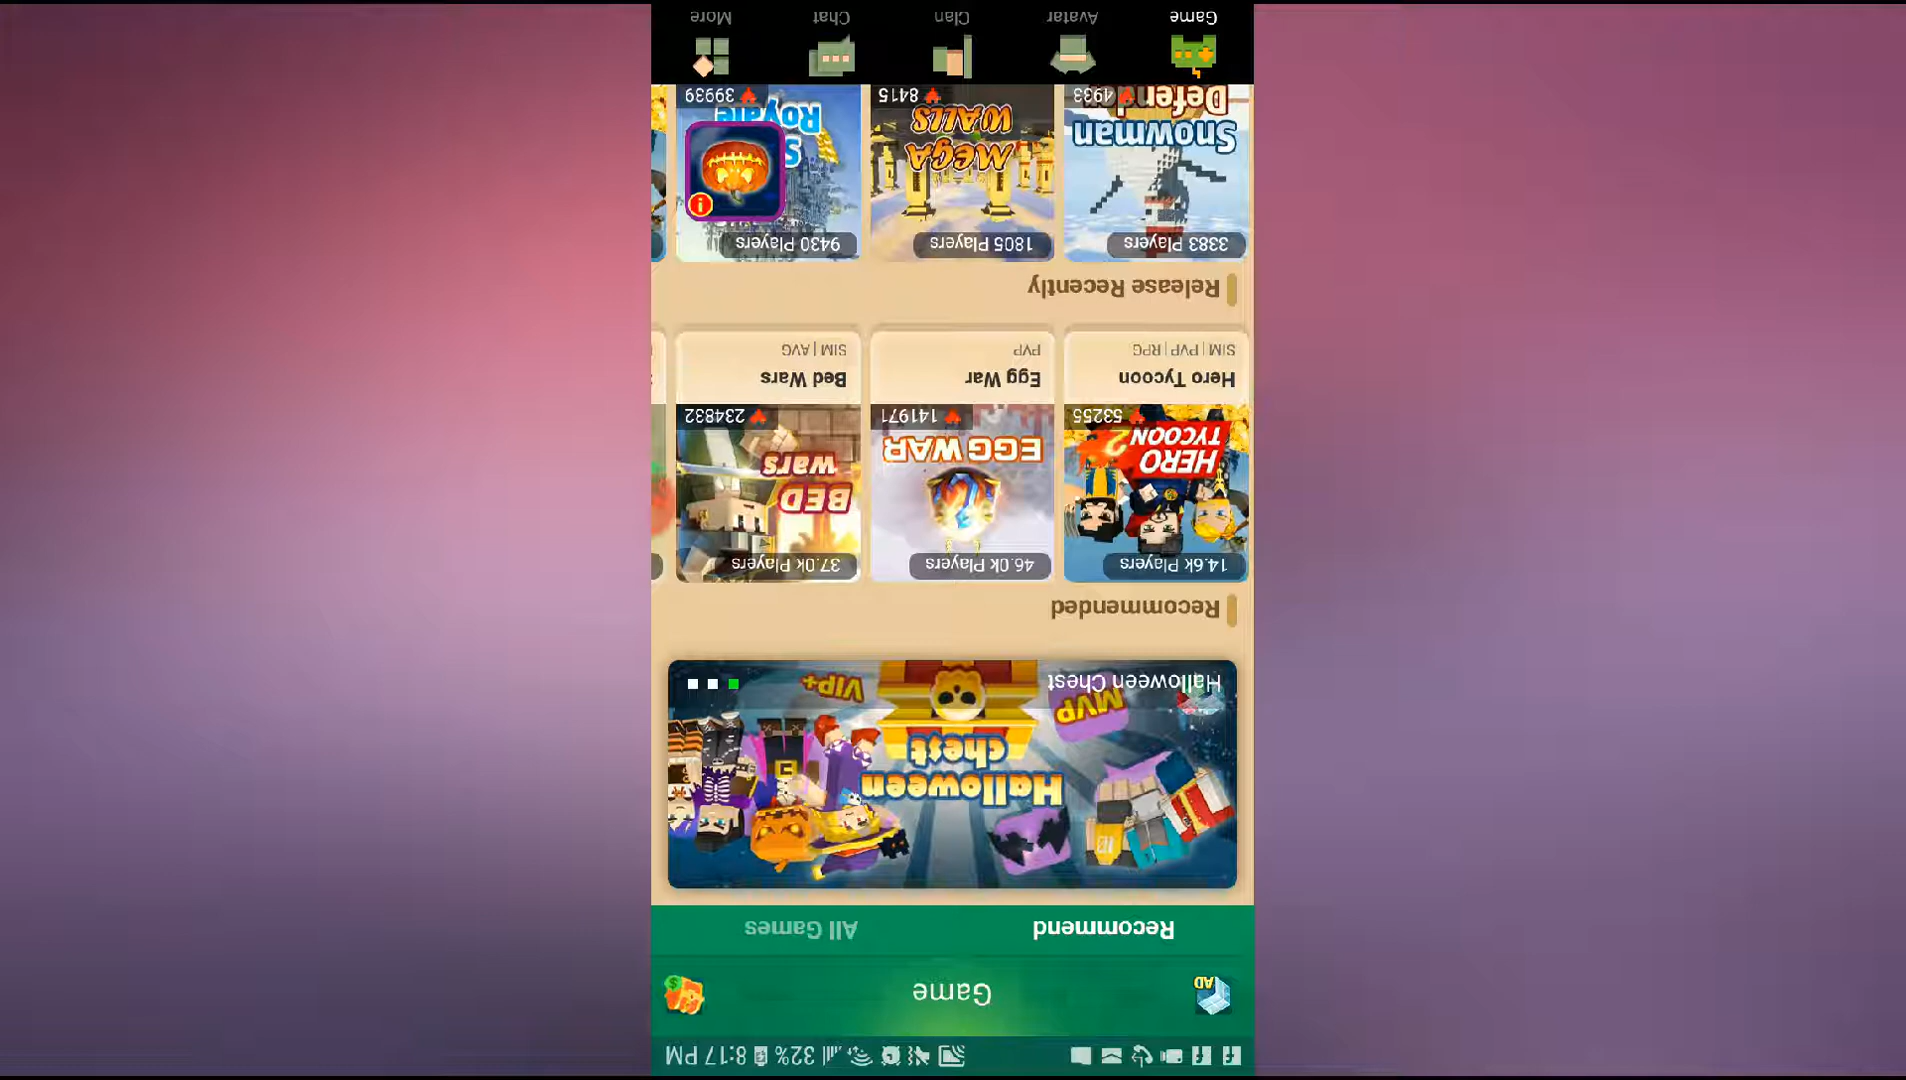 32% 8:17 PM
AD
Game
Recommend
All Games
Halloween
chest
MVP
VIP+
Halloween Chest
Recommended
14.6k Players
46.0k Players
37.0k Players
HERO
TYCOON
2
EGG WAR
BED
wars
53255
141971
234832
Hero Tycoon
Egg War
Bed Wars
SIM | PVP | RPG
PVP
SIM | AVG
Release Recently
3383 Players
1805 Players
9430 Players
Snowman
Defender
MEGA
WALLS
Royale
4933
8415
39939
Game
Avatar
Clan
Chat
More